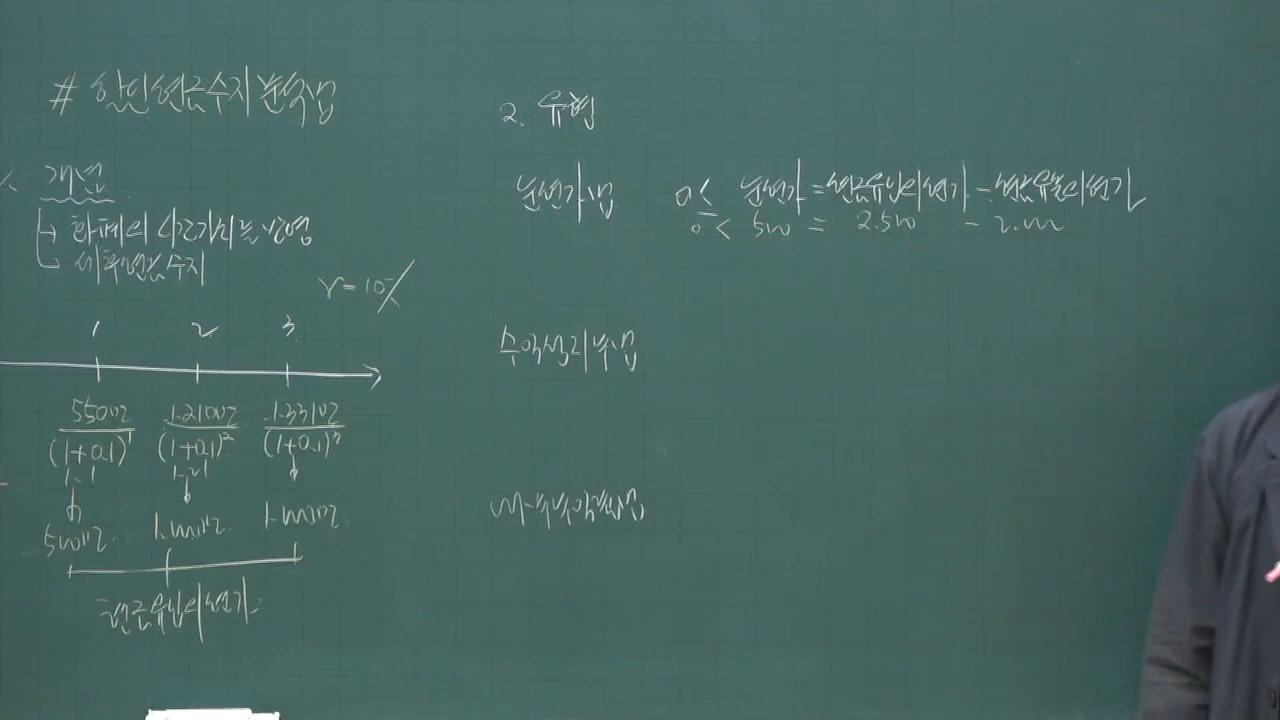 # 할인현금수지분석법
1. 개념
→ 화폐의 시간가치를 반영
→ 세후현금수지
r = 10%
1 2 3
550만 1.210만 1.331만
(1+0.1)¹ (1+0.1)² (1+0.1)³
1.1 1.21
500만 1.000만 1.000만
현금유입의 현가
2. 유형
순현가법 0≤ 순현가 = 현금유입의 현가 - 현금유출의 현가
0 < 500 = 2.500 - 2.000
수익성지수법
내부수익률법